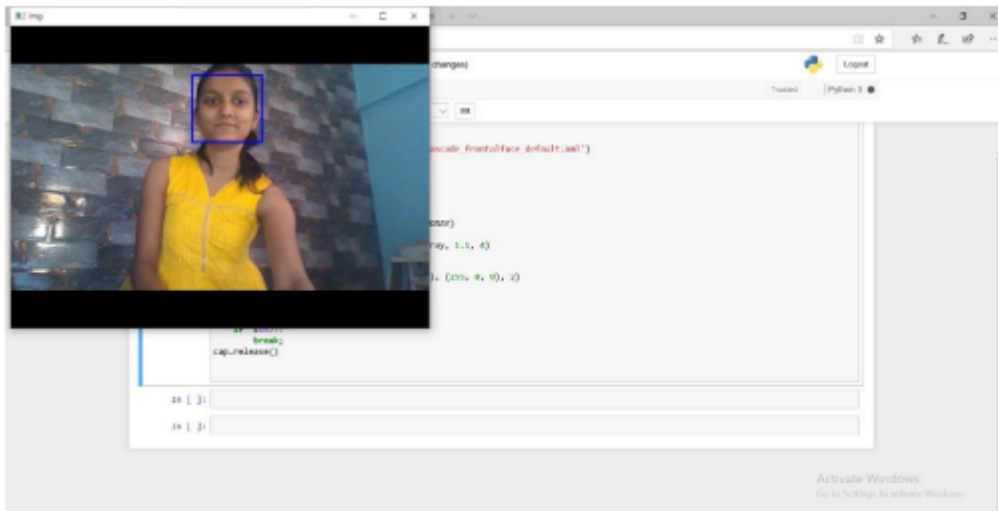 img
changes)
Logout
Trusted
Python 3
ascade_frontalface_default.xml')
ray, 1.1, 4)
), (255, 0, 0), 2)
break;
cap.release()
In [ ]:
In [ ]:
Activate Windows
Go to Settings to activate Windows.